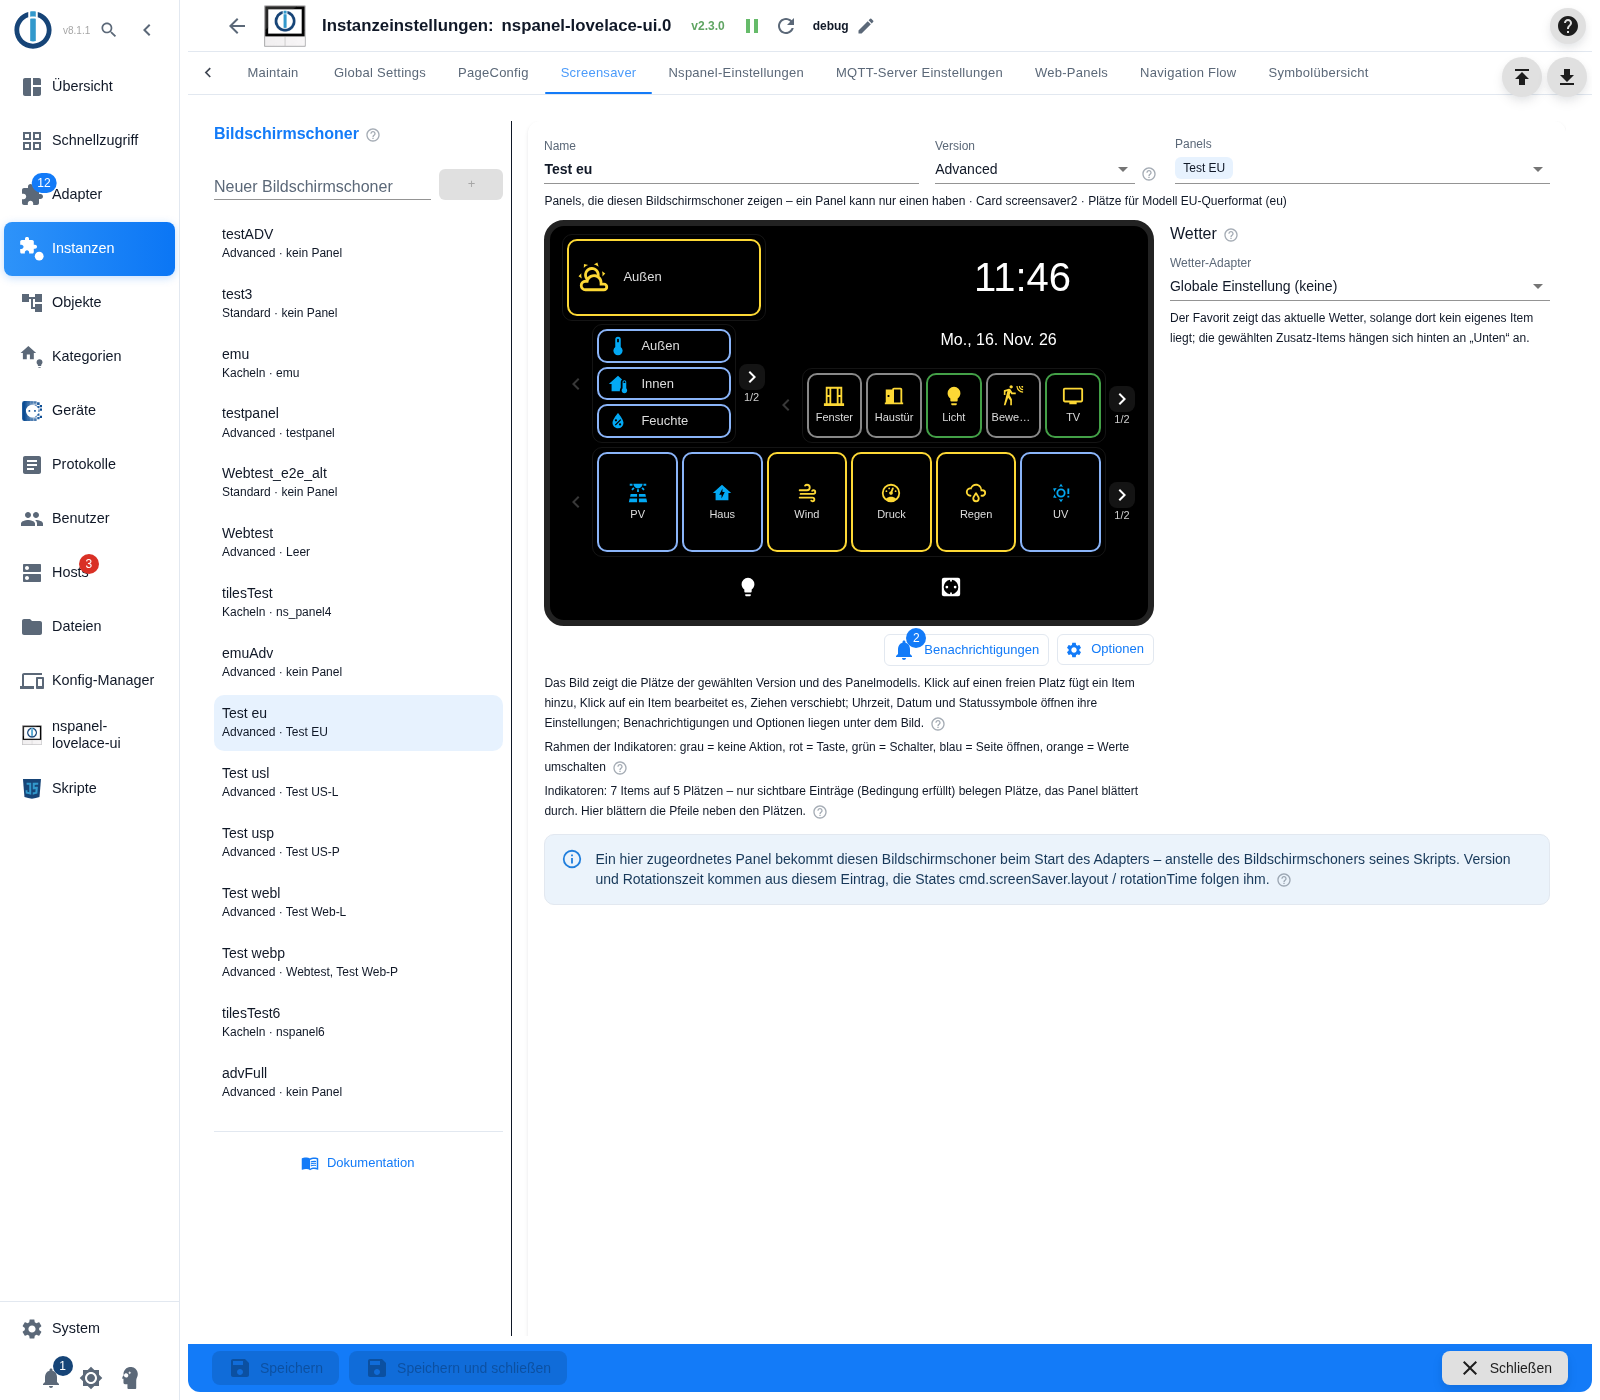 v8.1.1
Instanzeinstellungen: nspanel-lovelace-ui.0
v2.3.0
debug
Maintain
Global Settings
PageConfig
Screensaver
Nspanel-Einstellungen
MQTT-Server Einstellungen
Web-Panels
Navigation Flow
Symbolübersicht
Übersicht
Schnellzugriff
12
Adapter
Instanzen
Objekte
Kategorien
Geräte
Protokolle
Benutzer
Hosts
3
Dateien
Konfig-Manager
nspanel-
lovelace-ui
Skripte
System
1
Bildschirmschoner
Neuer Bildschirmschoner
+
testADV
Advanced · kein Panel
test3
Standard · kein Panel
emu
Kacheln · emu
testpanel
Advanced · testpanel
Webtest_e2e_alt
Standard · kein Panel
Webtest
Advanced · Leer
tilesTest
Kacheln · ns_panel4
emuAdv
Advanced · kein Panel
Test eu
Advanced · Test EU
Test usl
Advanced · Test US-L
Test usp
Advanced · Test US-P
Test webl
Advanced · Test Web-L
Test webp
Advanced · Webtest, Test Web-P
tilesTest6
Kacheln · nspanel6
advFull
Advanced · kein Panel
Dokumentation
Name
Test eu
Version
Advanced
Panels
Test EU
Panels, die diesen Bildschirmschoner zeigen – ein Panel kann nur einen haben · Card screensaver2 · Plätze für Modell EU-Querformat (eu)
Außen
11:46
Mo., 16. Nov. 26
Außen
Innen
Feuchte
1/2
Fenster
Haustür
Licht
Bewe…
TV
1/2
PV
Haus
Wind
Druck
Regen
UV
1/2
2
Benachrichtigungen
Optionen
Das Bild zeigt die Plätze der gewählten Version und des Panelmodells. Klick auf einen freien Platz fügt ein Item
hinzu, Klick auf ein Item bearbeitet es, Ziehen verschiebt; Uhrzeit, Datum und Statussymbole öffnen ihre
Einstellungen; Benachrichtigungen und Optionen liegen unter dem Bild.
Rahmen der Indikatoren: grau = keine Aktion, rot = Taste, grün = Schalter, blau = Seite öffnen, orange = Werte
umschalten
Indikatoren: 7 Items auf 5 Plätzen – nur sichtbare Einträge (Bedingung erfüllt) belegen Plätze, das Panel blättert
durch. Hier blättern die Pfeile neben den Plätzen.
Wetter
Wetter-Adapter
Globale Einstellung (keine)
Der Favorit zeigt das aktuelle Wetter, solange dort kein eigenes Item
liegt; die gewählten Zusatz-Items hängen sich hinten an „Unten“ an.
Ein hier zugeordnetes Panel bekommt diesen Bildschirmschoner beim Start des Adapters – anstelle des Bildschirmschoners seines Skripts. Version
und Rotationszeit kommen aus diesem Eintrag, die States cmd.screenSaver.layout / rotationTime folgen ihm.
Speichern
Speichern und schließen
Schließen